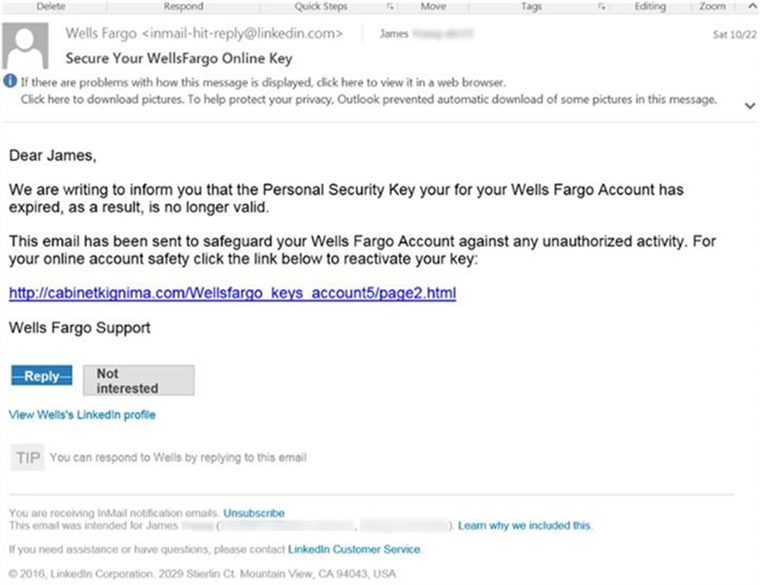 Delete Respond Quick Steps Move Tags Editing Zoom
Wells Fargo <inmail-hit-reply@linkedin.com> James Sat 10/22
Secure Your WellsFargo Online Key
If there are problems with how this message is displayed, click here to view it in a web browser.
Click here to download pictures. To help protect your privacy, Outlook prevented automatic download of some pictures in this message.
Dear James,
We are writing to inform you that the Personal Security Key your for your Wells Fargo Account has
expired, as a result, is no longer valid.
This email has been sent to safeguard your Wells Fargo Account against any unauthorized activity. For
your online account safety click the link below to reactivate your key:
http://cabinetkignima.com/Wellsfargo_keys_account5/page2.html
Wells Fargo Support
Reply
Not
interested
View Wells's LinkedIn profile
TIP You can respond to Wells by replying to this email
You are receiving InMail notification emails. Unsubscribe
This email was intended for James ( , ). Learn why we included this.
If you need assistance or have questions, please contact LinkedIn Customer Service
© 2016, LinkedIn Corporation. 2029 Stierlin Ct. Mountain View, CA 94043, USA